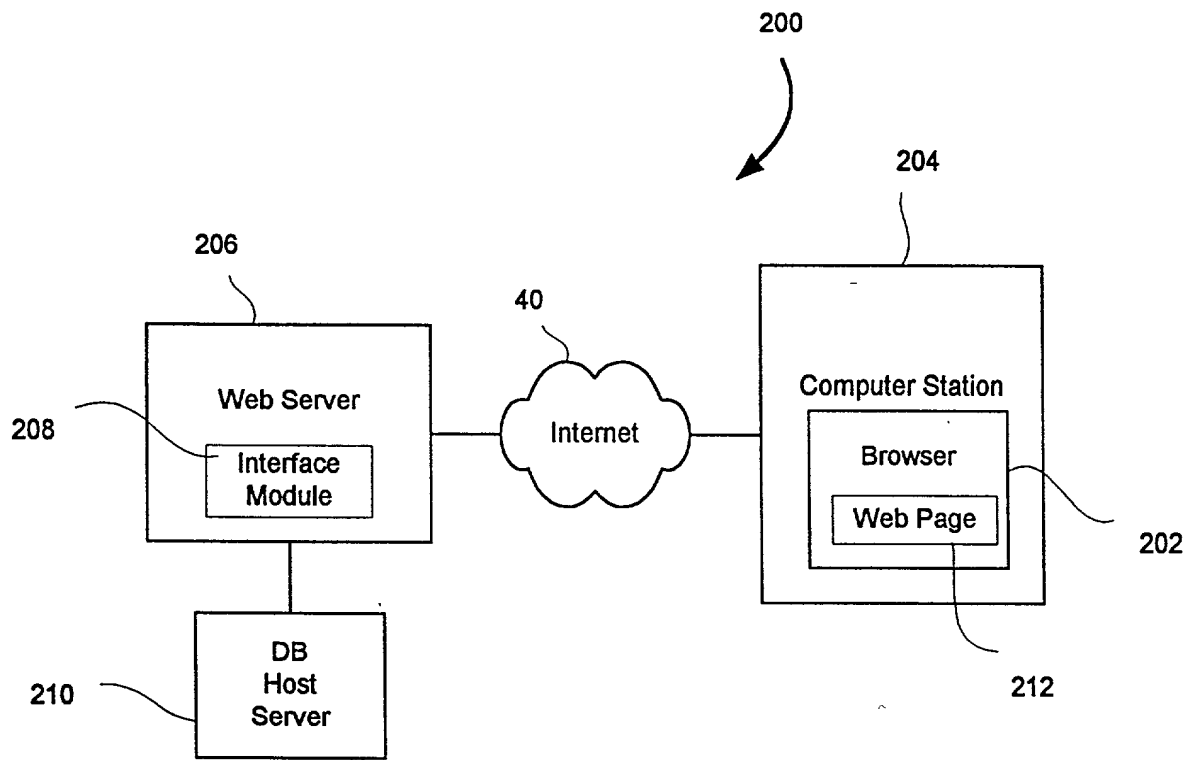 200
204
206
40
Computer Station
Web Server
Internet
208
Interface
Module
Browser
Web Page
202
DB
Host
Server
210
212